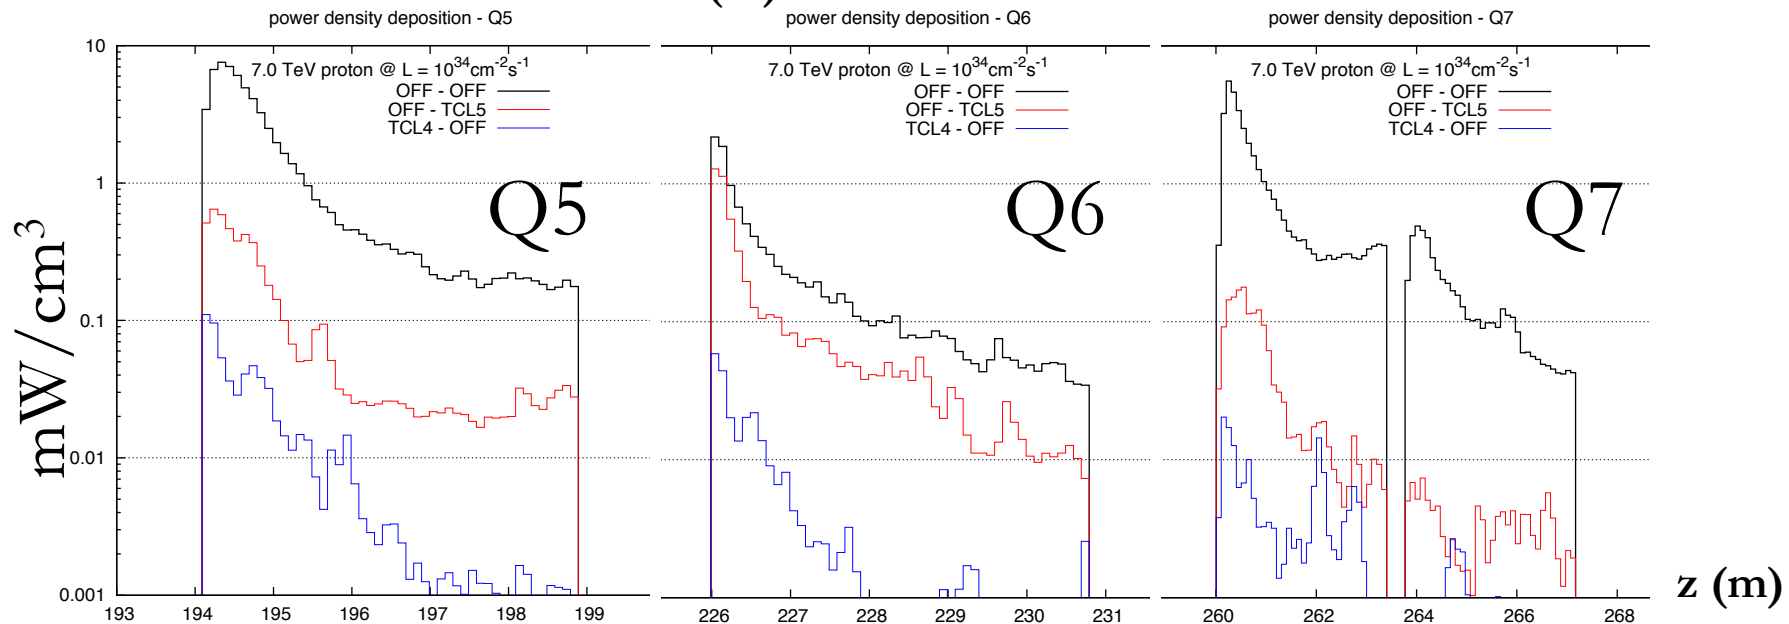 power density deposition - Q5
power density deposition - Q6
power density deposition - Q7
mW/cm³
10
1
0.1
0.01
0.001
7.0 TeV proton @ L = 10³⁴cm⁻²s⁻¹
OFF - OFF
OFF - TCL5
TCL4 - OFF
Q5
193 194 195 196 197 198 199
7.0 TeV proton @ L = 10³⁴cm⁻²s⁻¹
OFF - OFF
OFF - TCL5
TCL4 - OFF
Q6
226 227 228 229 230 231
7.0 TeV proton @ L = 10³⁴cm⁻²s⁻¹
OFF - OFF
OFF - TCL5
TCL4 - OFF
Q7
260 262 264 266 268
z (m)